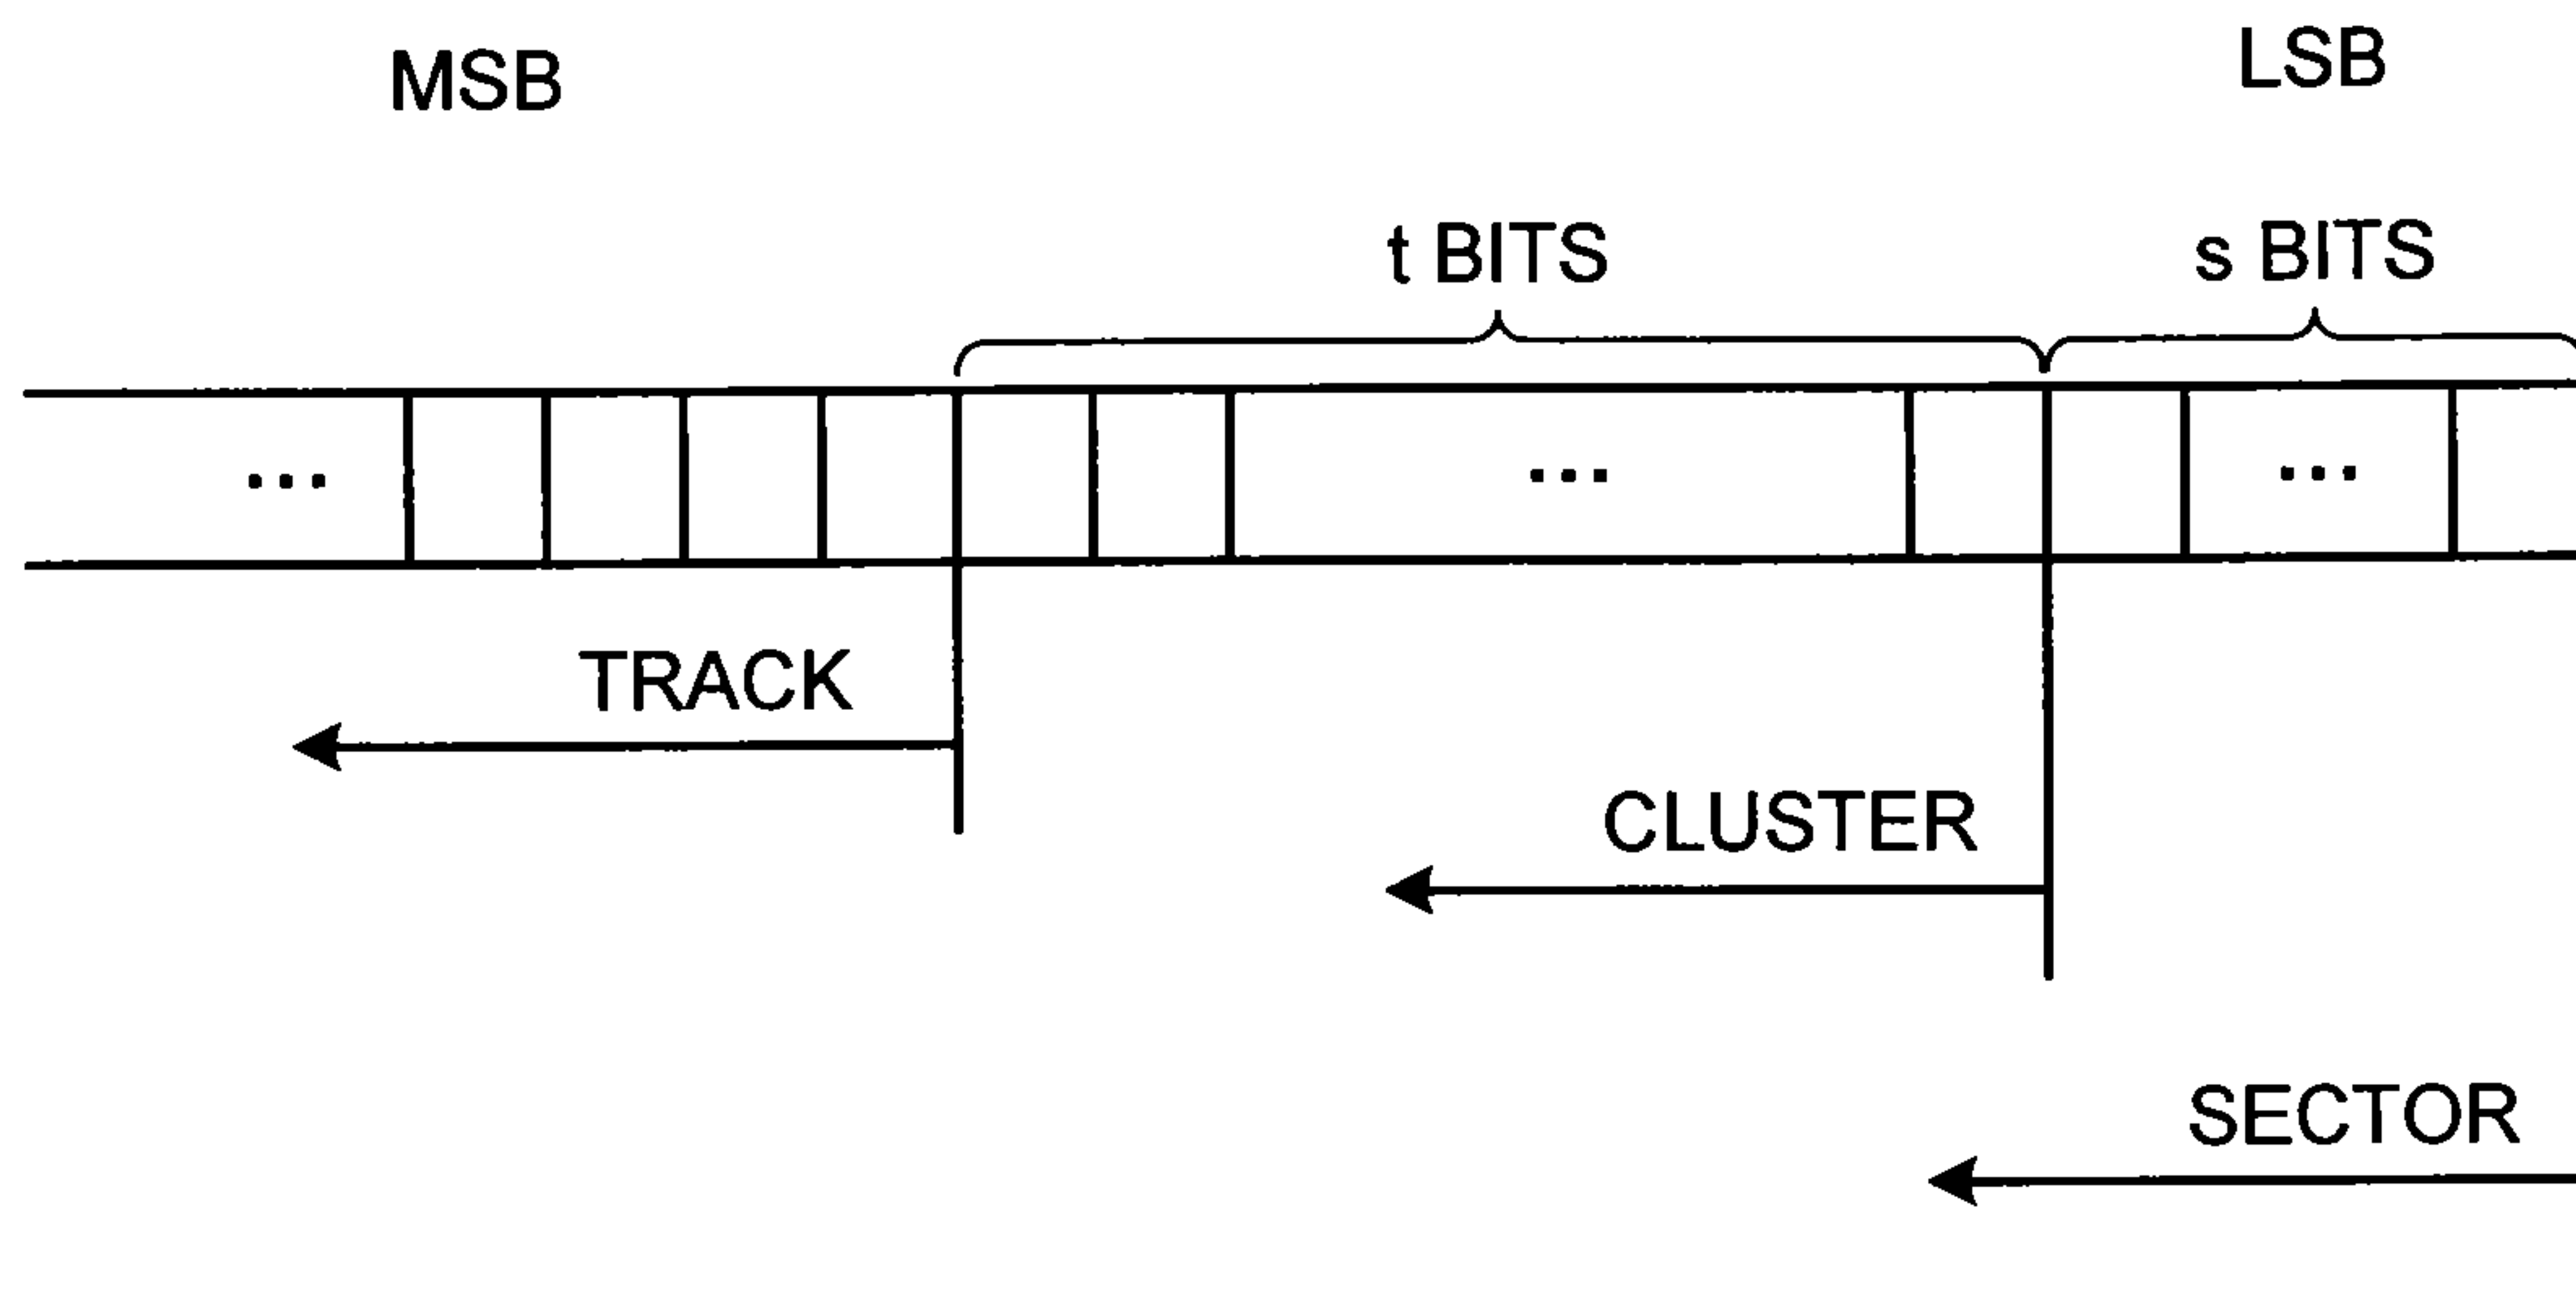 MSB
LSB
t BITS
s BITS
...
...
...
TRACK
CLUSTER
SECTOR